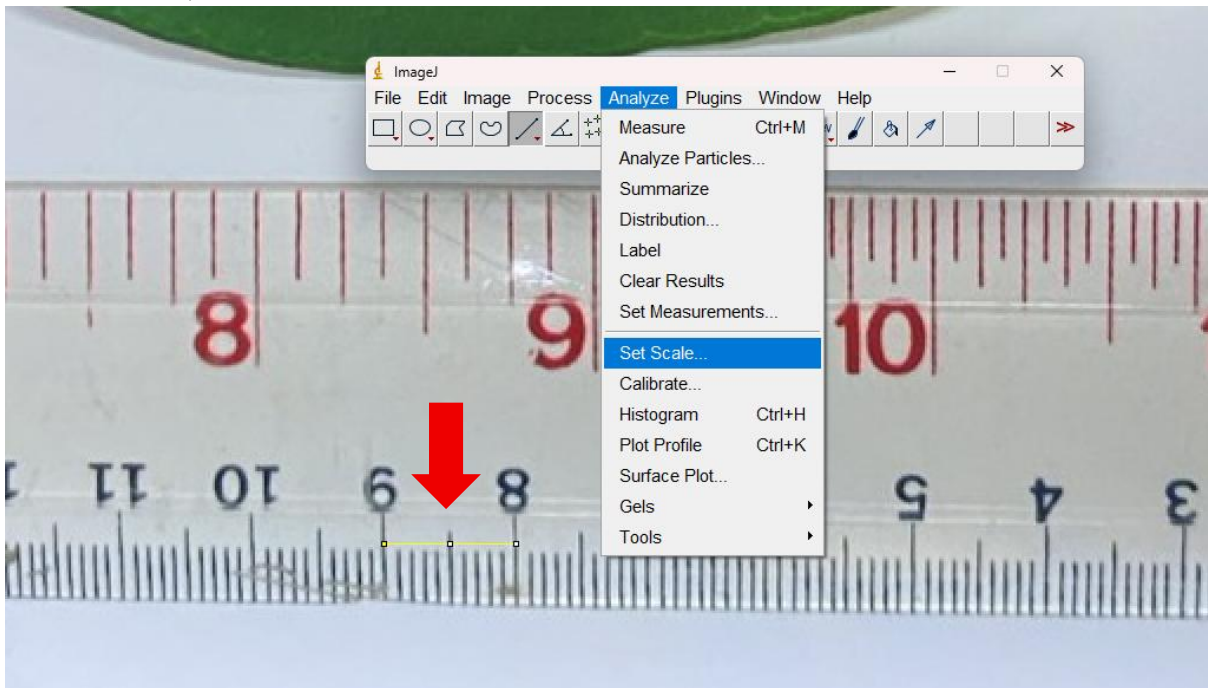 ImageJ
File Edit Image Process Analyze Plugins Window Help
Measure Ctrl+M
Analyze Particles...
Summarize
Distribution...
Label
Clear Results
Set Measurements...
Set Scale...
Calibrate...
Histogram Ctrl+H
Plot Profile Ctrl+K
Surface Plot...
Gels
Tools
8 9 10
11 10 9 8 5 4 3